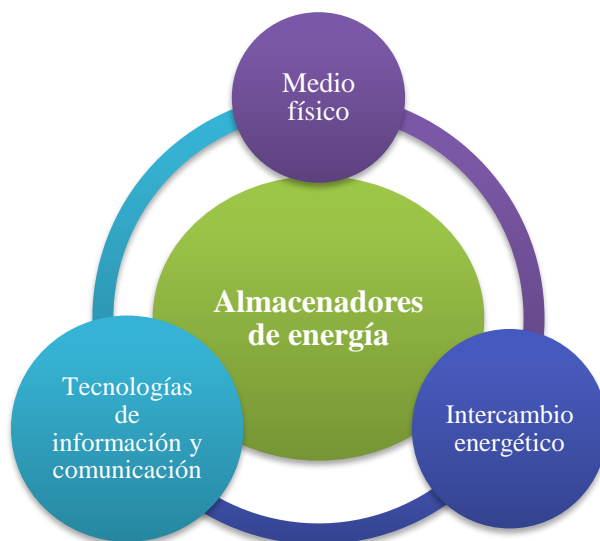 Medio
físico
Almacenadores
de energía
Tecnologías
de
información y
comunicación
Intercambio
energético